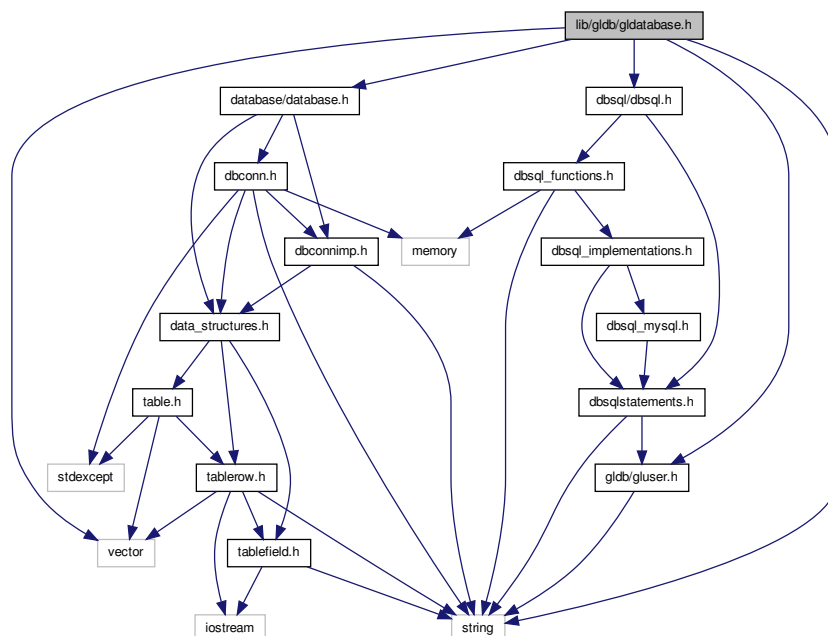 lib/gldb/gldatabase.h
database/database.h
dbsql/dbsql.h
dbconn.h
dbsql_functions.h
dbconnimp.h
memory
dbsql_implementations.h
data_structures.h
dbsql_mysql.h
table.h
dbsqlstatements.h
stdexcept
tablerow.h
gldb/gluser.h
vector
tablefield.h
iostream
string